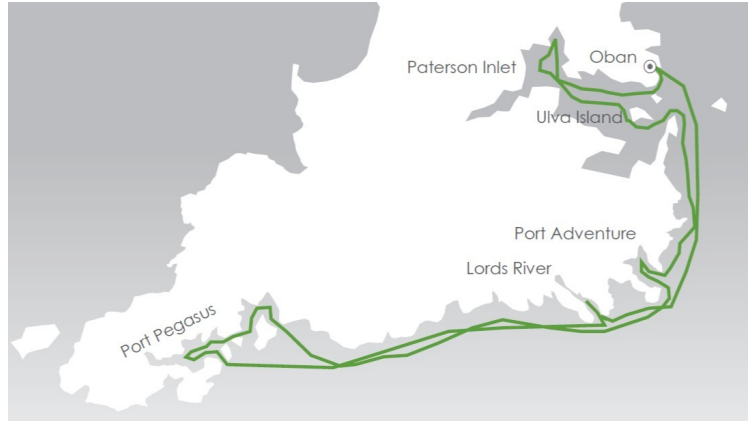 Oban
Paterson Inlet
Ulva Island
Port Adventure
Lords River
Port Pegasus